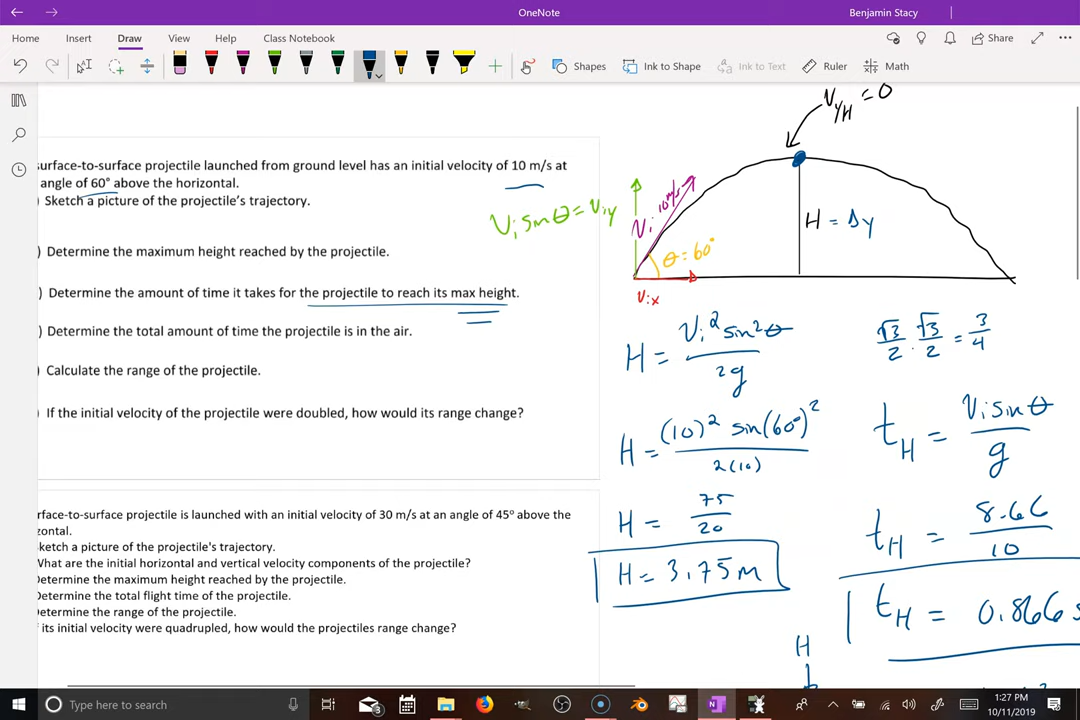 OneNote
Benjamin Stacy
Home Insert Draw View Help Class Notebook
Share
Shapes
Ink to Shape
Ink to Text
Ruler
Math
urface-to-surface projectile launched from ground level has an initial velocity of 10 m/s at
angle of 60° above the horizontal.
) Sketch a picture of the projectile's trajectory.
) Determine the maximum height reached by the projectile.
) Determine the amount of time it takes for the projectile to reach its max height.
) Determine the total amount of time the projectile is in the air.
) Calculate the range of the projectile.
) If the initial velocity of the projectile were doubled, how would its range change?
rface-to-surface projectile is launched with an initial velocity of 30 m/s at an angle of 45° above the
zontal.
ketch a picture of the projectile's trajectory.
What are the initial horizontal and vertical velocity components of the projectile?
etermine the maximum height reached by the projectile.
etermine the total flight time of the projectile.
etermine the range of the projectile.
its initial velocity were quadrupled, how would the projectiles range change?
V_yH = 0
V_i sin θ = V_iy
V_i 10 m/s
θ = 60°
V_ix
H = Δy
H = V_i² sin²θ / 2g
√3/2 · √3/2 = 3/4
H = (10)² sin(60°)² / 2(10)
t_H = V_i sin θ / g
H = 75 / 20
t_H = 8.66 / 10
H = 3.75 m
t_H = 0.866 s
H
Type here to search
1:27 PM
10/11/2019